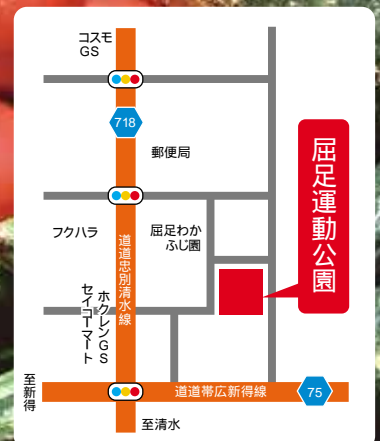 コスモ
GS
718
郵便局
屈足運動公園
フクハラ
屈足わか
ふじ園
道道忠別清水線
ホクレンGS
セイコーマート
至新得
道道帯広新得線
75
至清水